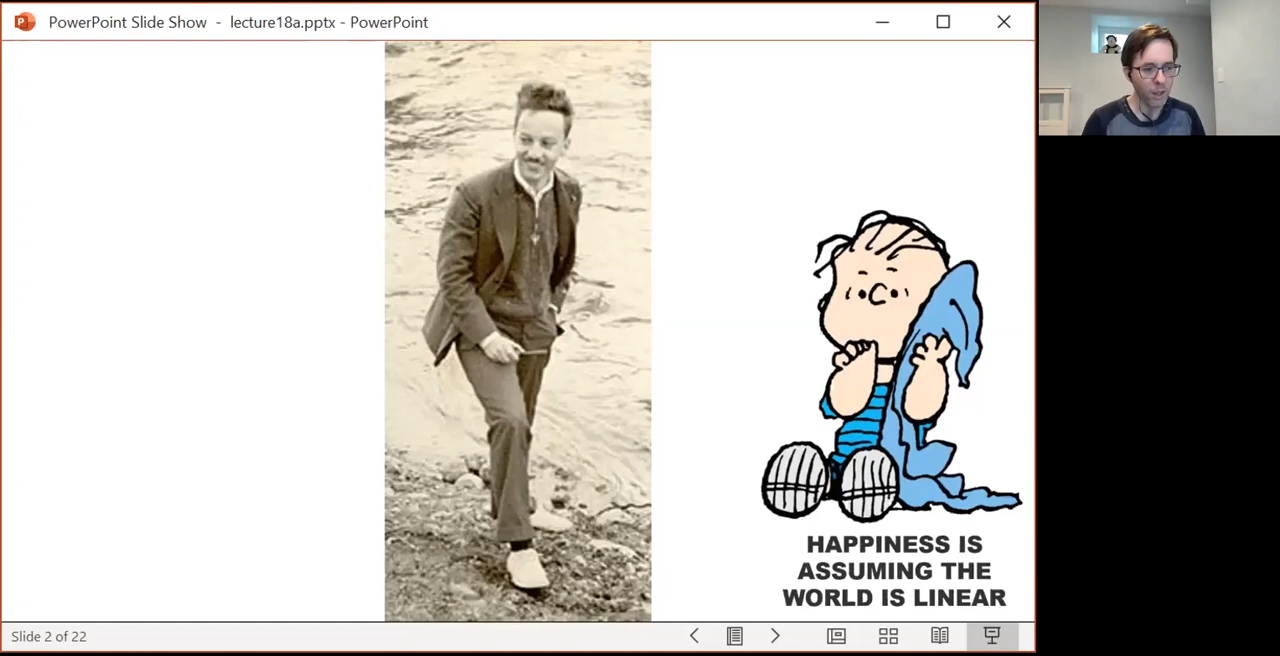 PowerPoint Slide Show - lecture18a.pptx - PowerPoint
HAPPINESS IS
ASSUMING THE
WORLD IS LINEAR
Slide 2 of 22